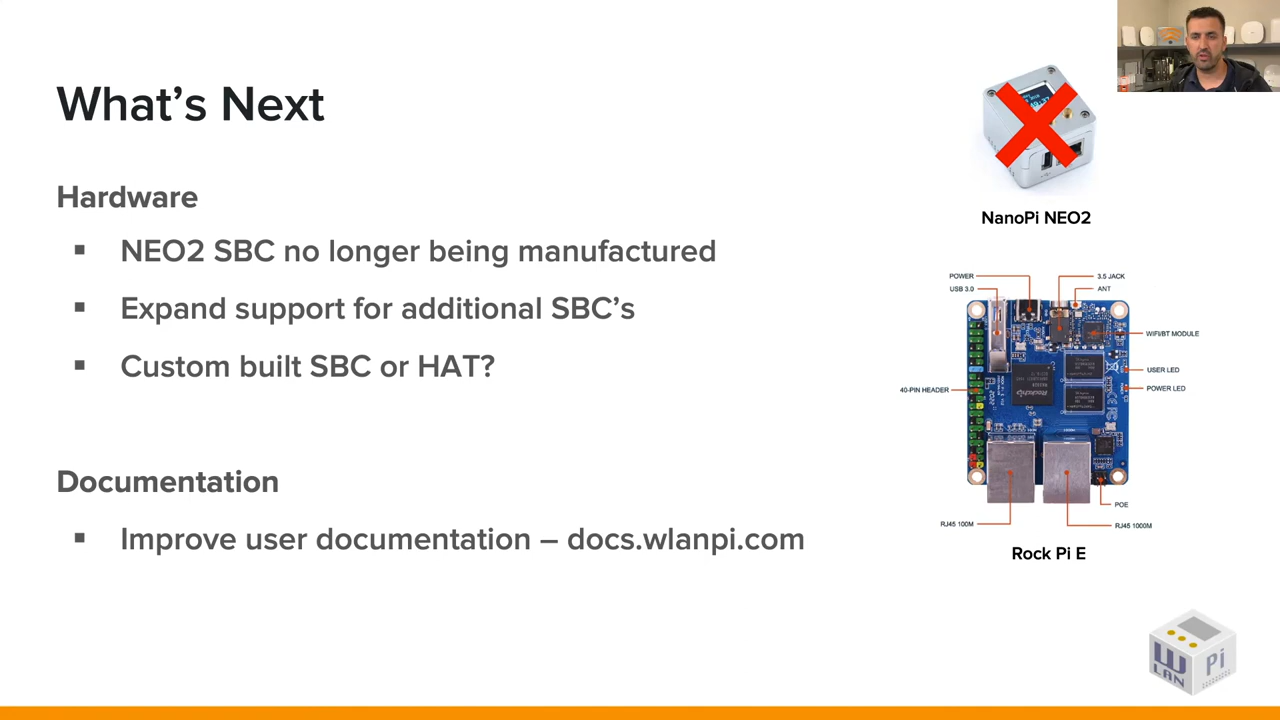 What's Next
Hardware
▪ NEO2 SBC no longer being manufactured
▪ Expand support for additional SBC's
▪ Custom built SBC or HAT?
Documentation
▪ Improve user documentation – docs.wlanpi.com
NanoPi NEO2
POWER
3.5 JACK
USB 3.0
ANT
WIFI/BT MODULE
USER LED
POWER LED
40-PIN HEADER
Rockchip
POE
RJ45 100M
RJ45 1000M
Rock Pi E
W Pi
LAN